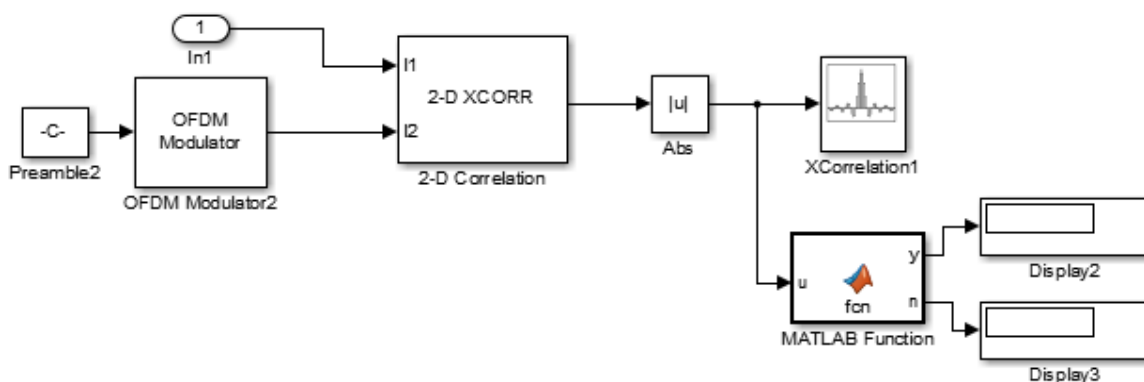 1
In1
I1
2-D XCORR
I2
2-D Correlation
-C-
Preamble2
OFDM
Modulator
OFDM Modulator2
|u|
Abs
XCorrelation1
u
fcn
y
n
MATLAB Function
Display2
Display3